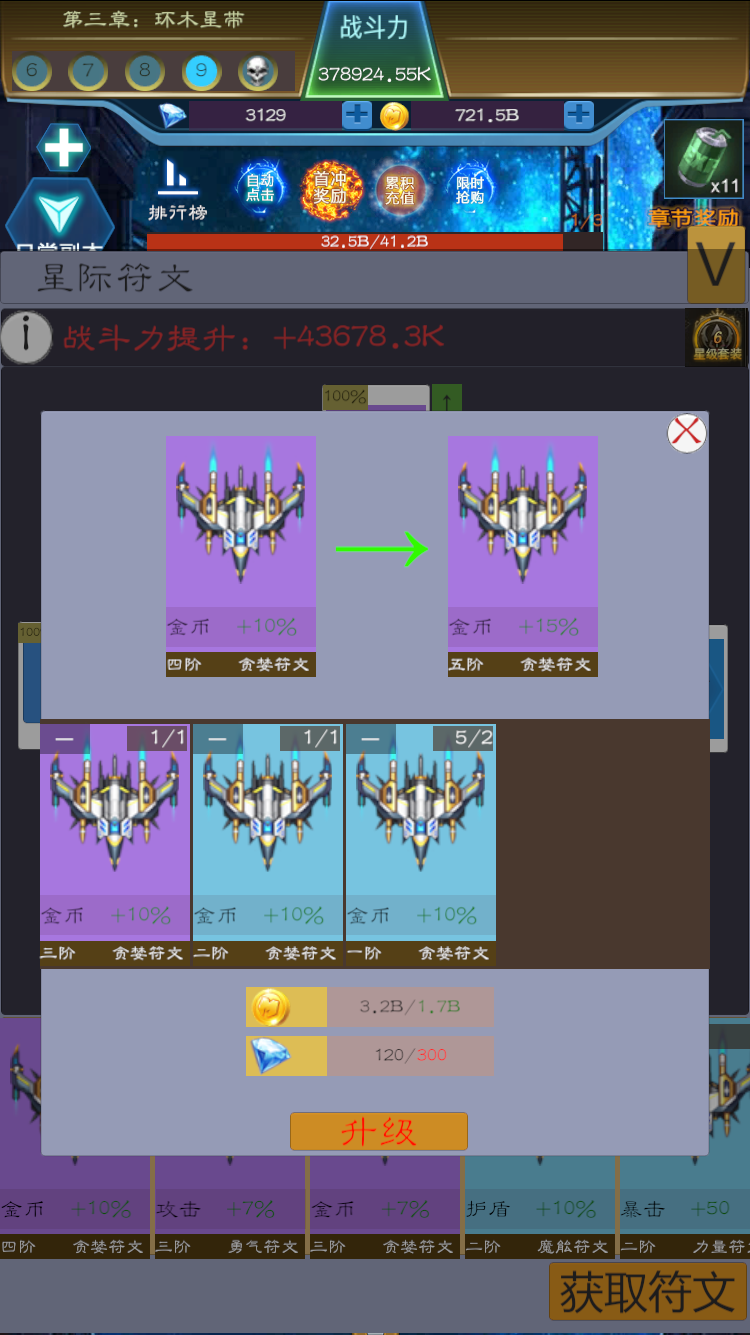 第三章：环木星带
战斗力
6 7 8 9
378924.55K
3129
721.5B
自动
点击
首冲
奖励
累积
充值
限时
抢购
排行榜
x11
1/3
章节奖励
32.5B/41.2B
星际符文
V
i
战斗力提升：+43678.3K
6
星级套装
100%
↑
金币 +10%
四阶 贪婪符文
金币 +15%
五阶 贪婪符文
1/1
1/1
5/2
金币 +10%
三阶 贪婪符文
金币 +10%
二阶 贪婪符文
金币 +10%
一阶 贪婪符文
3.2B/1.7B
120/300
升级
金币 +10%
四阶 贪婪符文
攻击 +7%
三阶 勇气符文
金币 +7%
三阶 贪婪符文
护盾 +10%
二阶 魔能符文
暴击 +50
二阶 力量符
获取符文